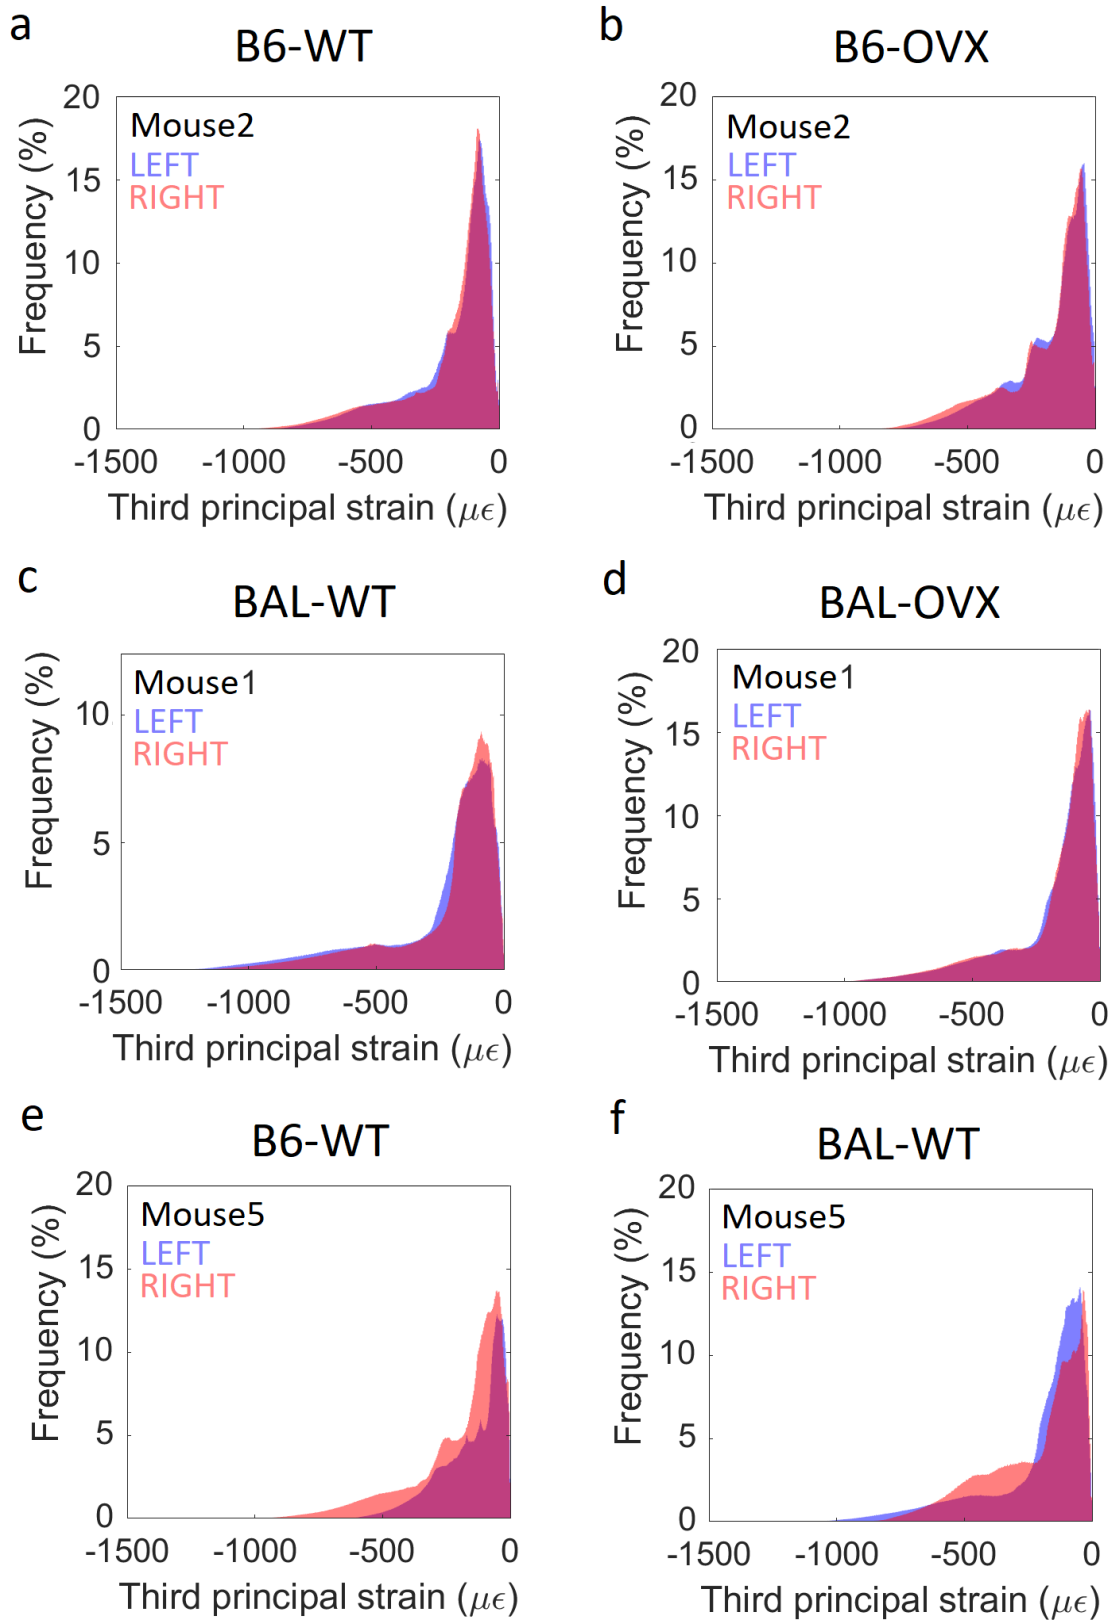 a
B6-WT
20
15
10
5
0
Frequency (%)
Mouse2
LEFT
RIGHT
-1500 -1000 -500 0
Third principal strain (με)
b
B6-OVX
20
15
10
5
0
Frequency (%)
Mouse2
LEFT
RIGHT
-1500 -1000 -500 0
Third principal strain (με)
c
BAL-WT
10
5
0
Frequency (%)
Mouse1
LEFT
RIGHT
-1500 -1000 -500 0
Third principal strain (με)
d
BAL-OVX
20
15
10
5
0
Frequency (%)
Mouse1
LEFT
RIGHT
-1500 -1000 -500 0
Third principal strain (με)
e
B6-WT
20
15
10
5
0
Frequency (%)
Mouse5
LEFT
RIGHT
-1500 -1000 -500 0
Third principal strain (με)
f
BAL-WT
20
15
10
5
0
Frequency (%)
Mouse5
LEFT
RIGHT
-1500 -1000 -500 0
Third principal strain (με)